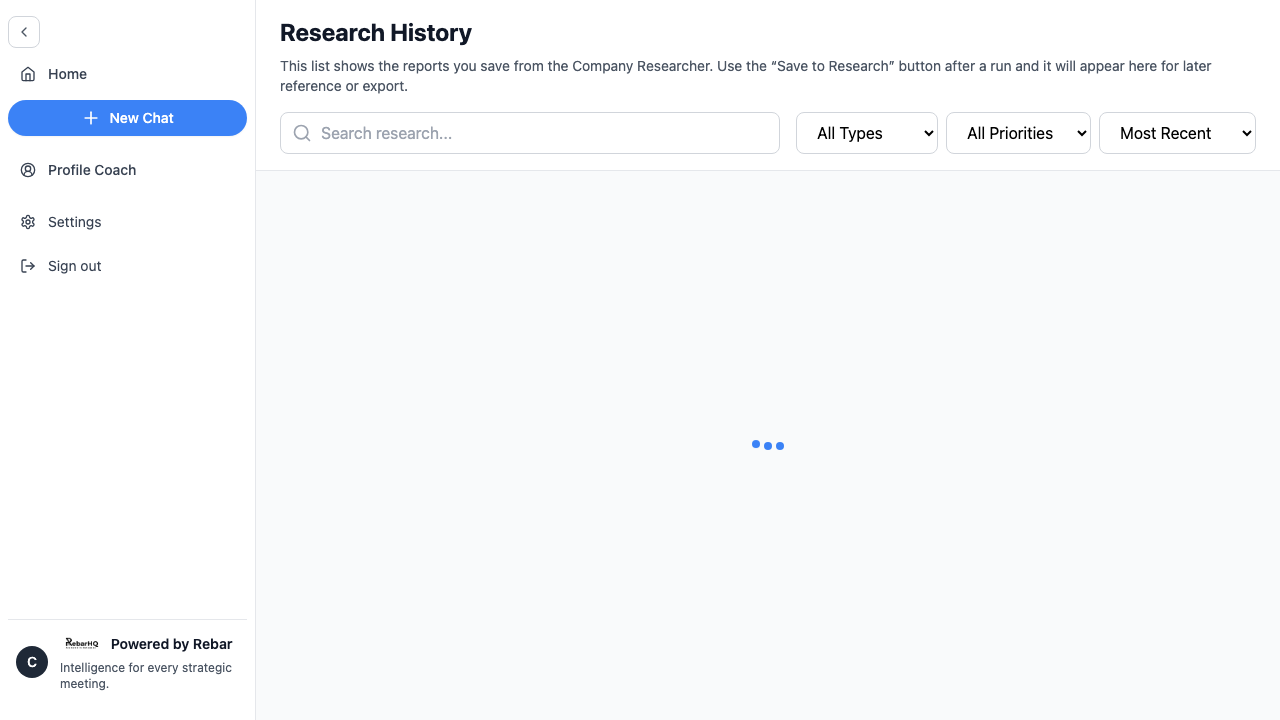 Home
New Chat
Profile Coach
Settings
Sign out
C
RebarHQ
Powered by Rebar
Intelligence for every strategic
meeting.
Research History
This list shows the reports you save from the Company Researcher. Use the “Save to Research” button after a run and it will appear here for later
reference or export.
Search research...
All Types
All Priorities
Most Recent